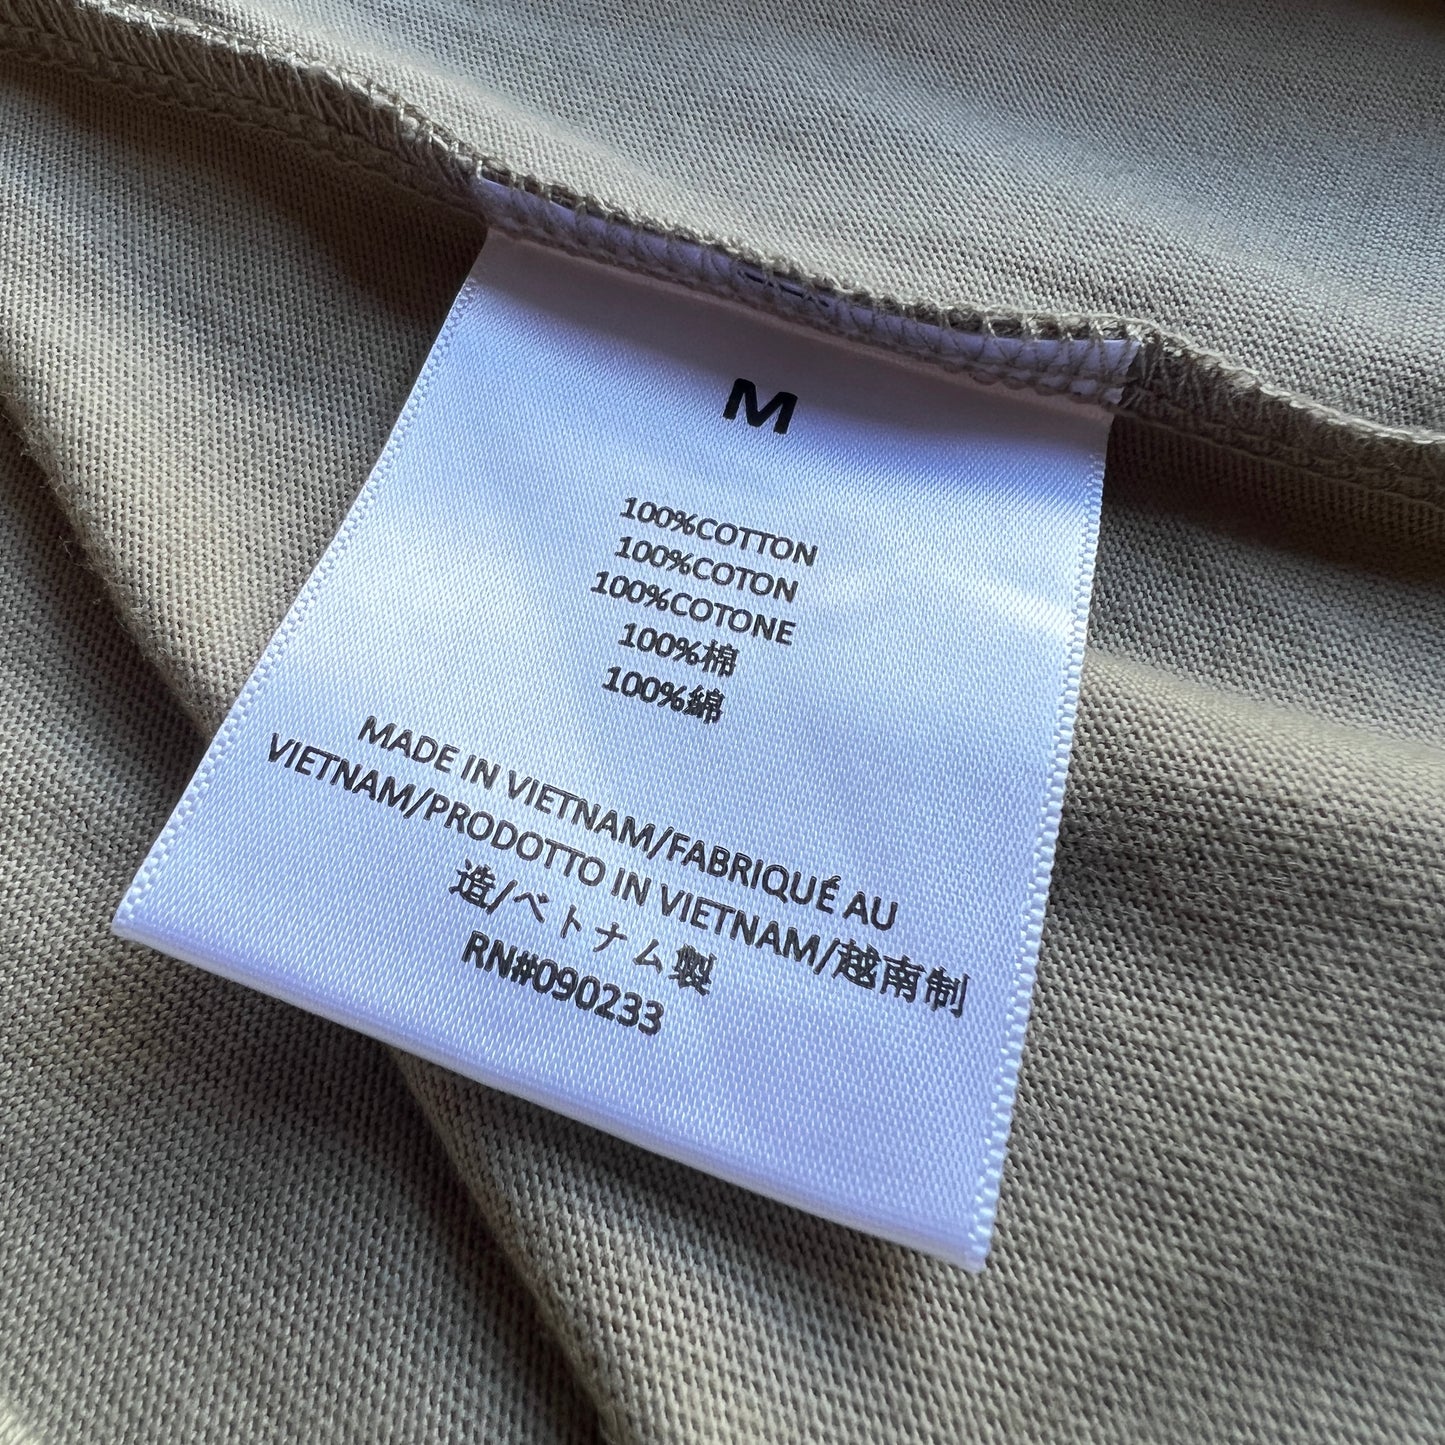 M
100%COTTON
100%COTON
100%COTONE
100%棉
100%綿
MADE IN VIETNAM/FABRIQUÉ AU
VIETNAM/PRODOTTO IN VIETNAM/越南制
造/ベトナム製
RN#090233